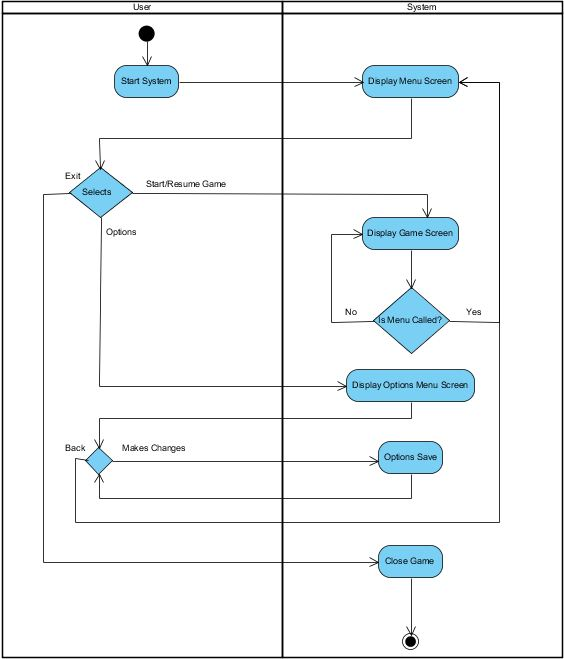 User
System
Start System
Display Menu Screen
Exit
Start/Resume Game
Selects
Options
Display Game Screen
No
Is Menu Called?
Yes
Display Options Menu Screen
Back
Makes Changes
Options Save
Close Game